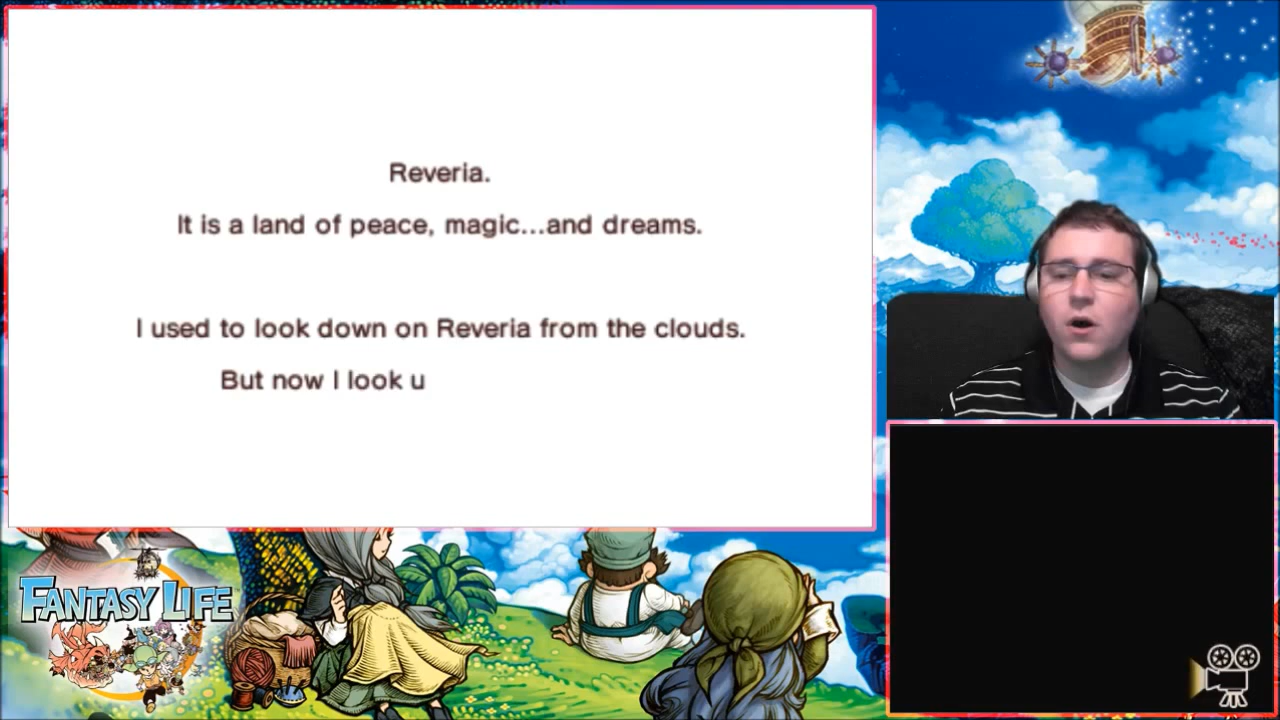 Reveria.
It is a land of peace, magic...and dreams.
I used to look down on Reveria from the clouds.
But now I look u
FANTASY LIFE